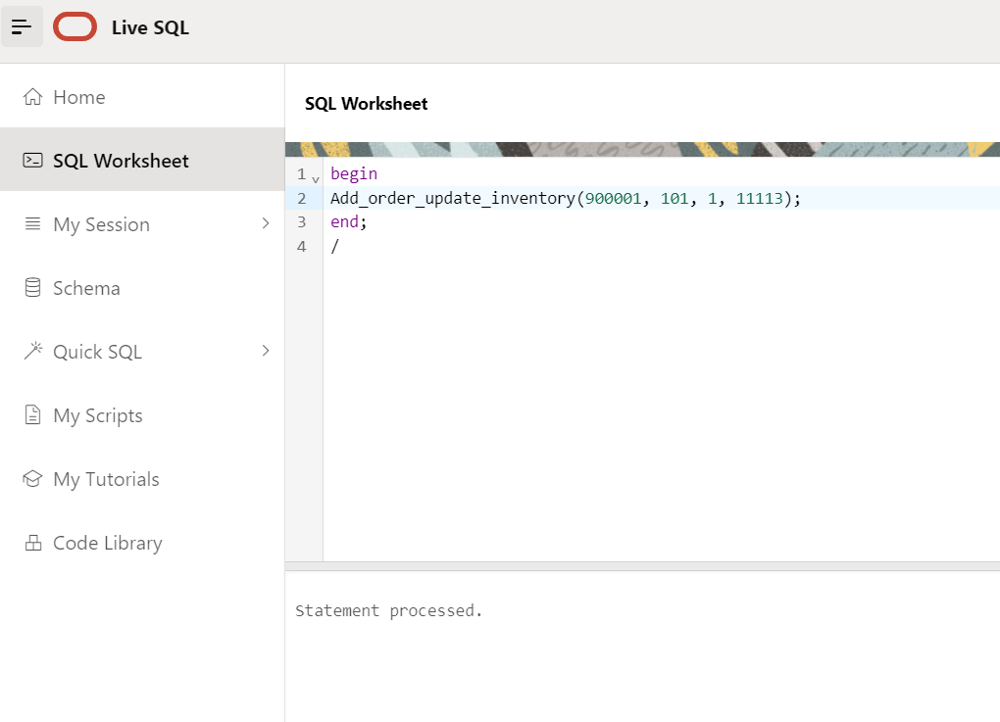 Live SQL
Home
SQL Worksheet
My Session
Schema
Quick SQL
My Scripts
My Tutorials
Code Library
SQL Worksheet
1 begin
2 Add_order_update_inventory(900001, 101, 1, 11113);
3 end;
4 /
Statement processed.